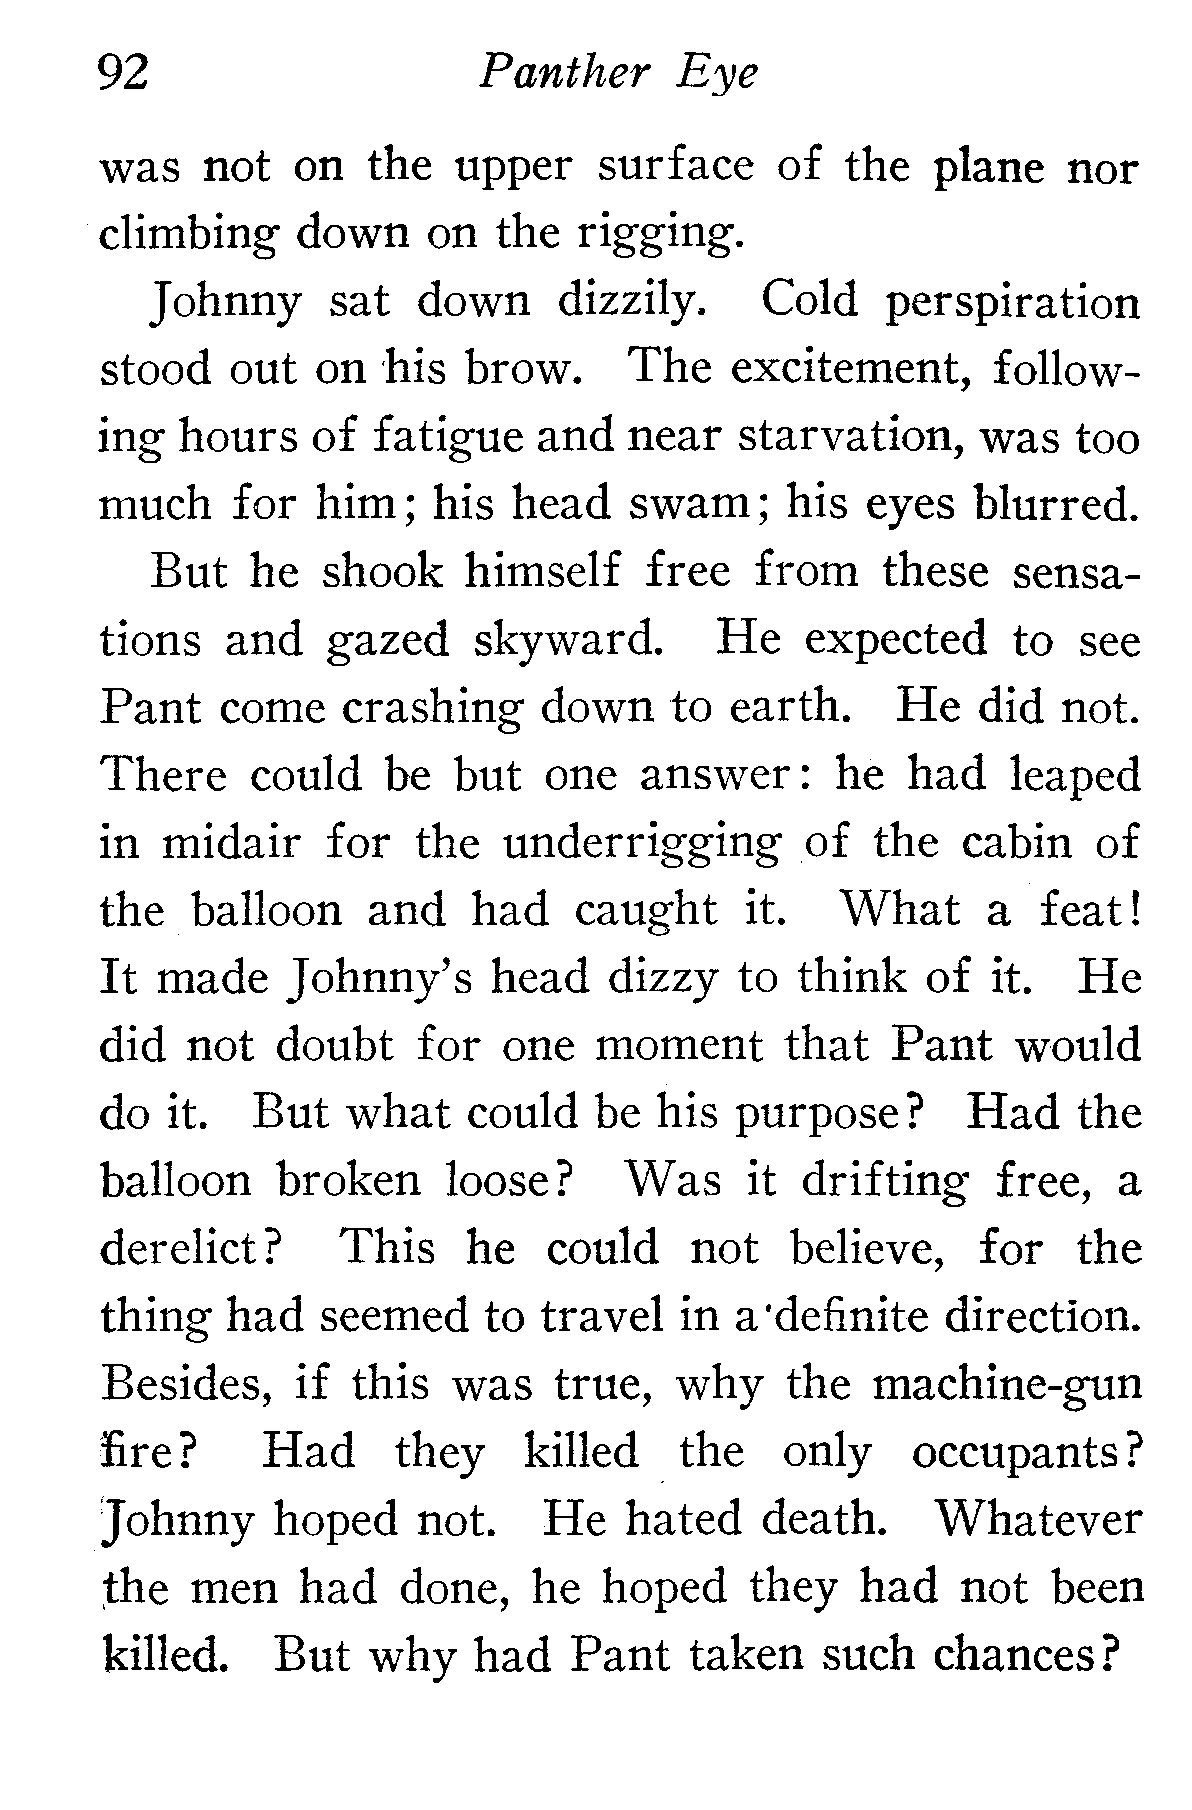 92 Panther Eye
was not on the upper surface of the plane nor
climbing down on the rigging.
Johnny sat down dizzily. Cold perspiration
stood out on his brow. The excitement, follow-
ing hours of fatigue and near starvation, was too
much for him; his head swam; his eyes blurred.
But he shook himself free from these sensa-
tions and gazed skyward. He expected to see
Pant come crashing down to earth. He did not.
There could be but one answer: he had leaped
in midair for the underrigging of the cabin of
the balloon and had caught it. What a feat!
It made Johnny's head dizzy to think of it. He
did not doubt for one moment that Pant would
do it. But what could be his purpose? Had the
balloon broken loose? Was it drifting free, a
derelict? This he could not believe, for the
thing had seemed to travel in a definite direction.
Besides, if this was true, why the machine-gun
fire? Had they killed the only occupants?
Johnny hoped not. He hated death. Whatever
the men had done, he hoped they had not been
killed. But why had Pant taken such chances?